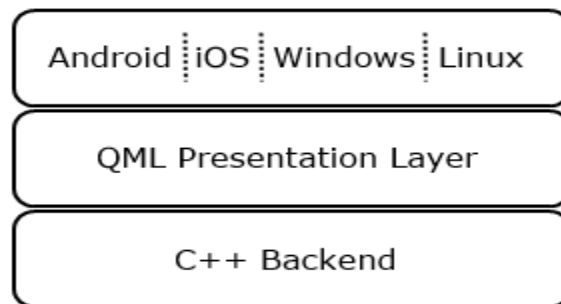 Android iOS Windows Linux
QML Presentation Layer
C++ Backend